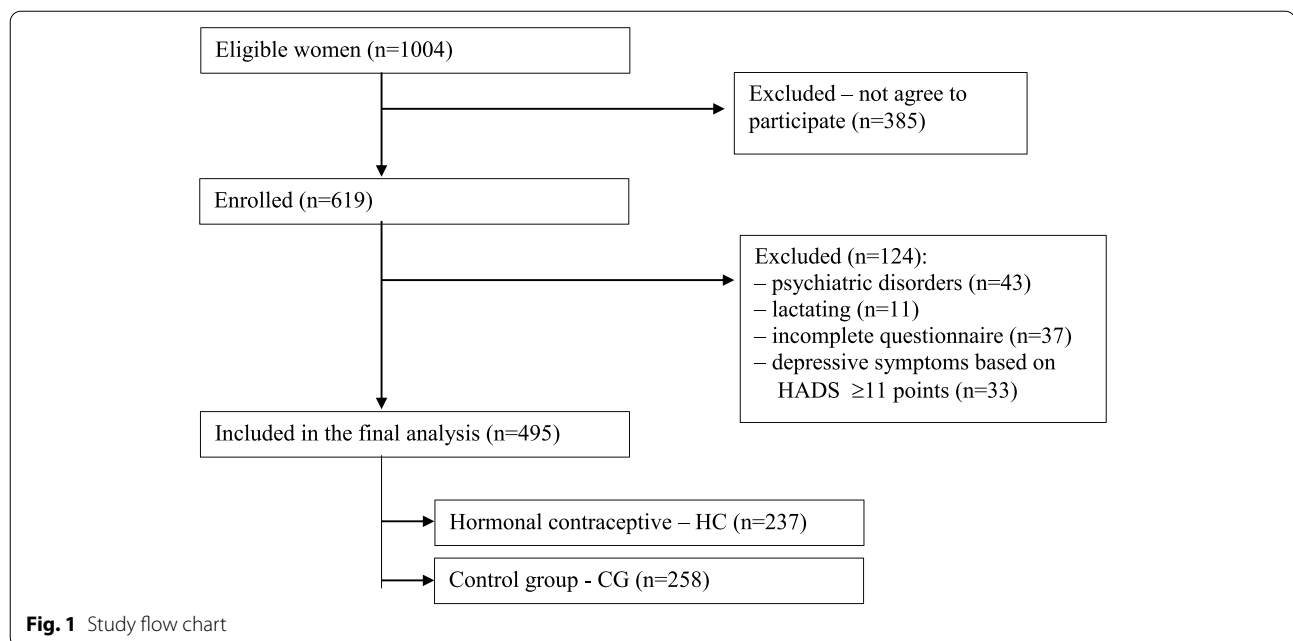 Eligible women (n=1004)
Excluded – not agree to
participate (n=385)
Enrolled (n=619)
Excluded (n=124):
– psychiatric disorders (n=43)
– lactating (n=11)
– incomplete questionnaire (n=37)
– depressive symptoms based on
HADS ≥11 points (n=33)
Included in the final analysis (n=495)
Hormonal contraceptive – HC (n=237)
Control group - CG (n=258)
Fig. 1 Study flow chart